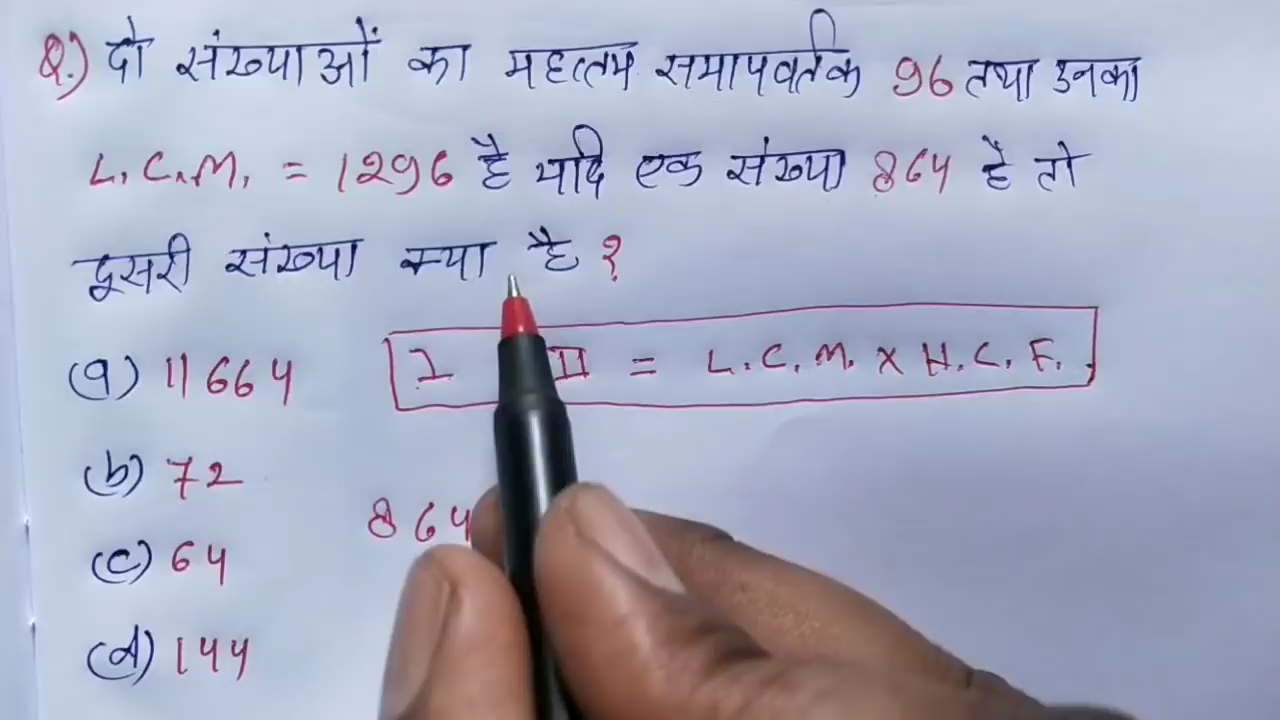 Q.) दो संख्याओं का महत्तम समापवर्तक 96 तथा उनका
L.C.M. = 1296 है यदि एक संख्या 864 है तो
दूसरी संख्या क्या है ?
I II = L.C.M. x H.C.F.
(a) 11664
(b) 72
864
(c) 64
(d) 144